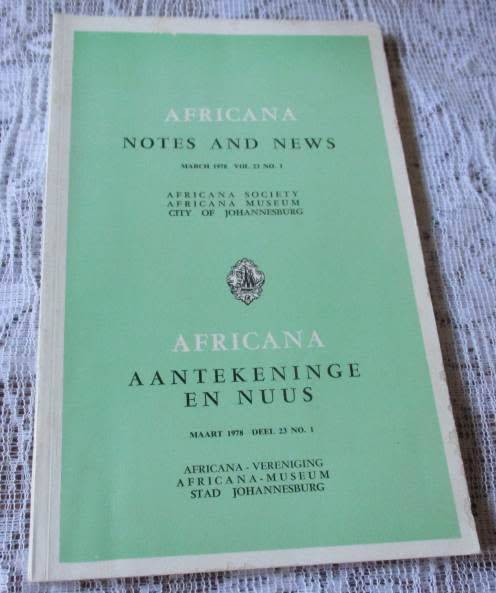 AFRICANA
NOTES AND NEWS
MARCH 1978 VOL 23 NO. 1
AFRICANA SOCIETY
AFRICANA MUSEUM
CITY OF JOHANNESBURG
AFRICANA
AANTEKENINGE
EN NUUS
MAART 1978 DEEL 23 NO. 1
AFRICANA-VERENIGING
AFRICANA-MUSEUM
STAD JOHANNESBURG